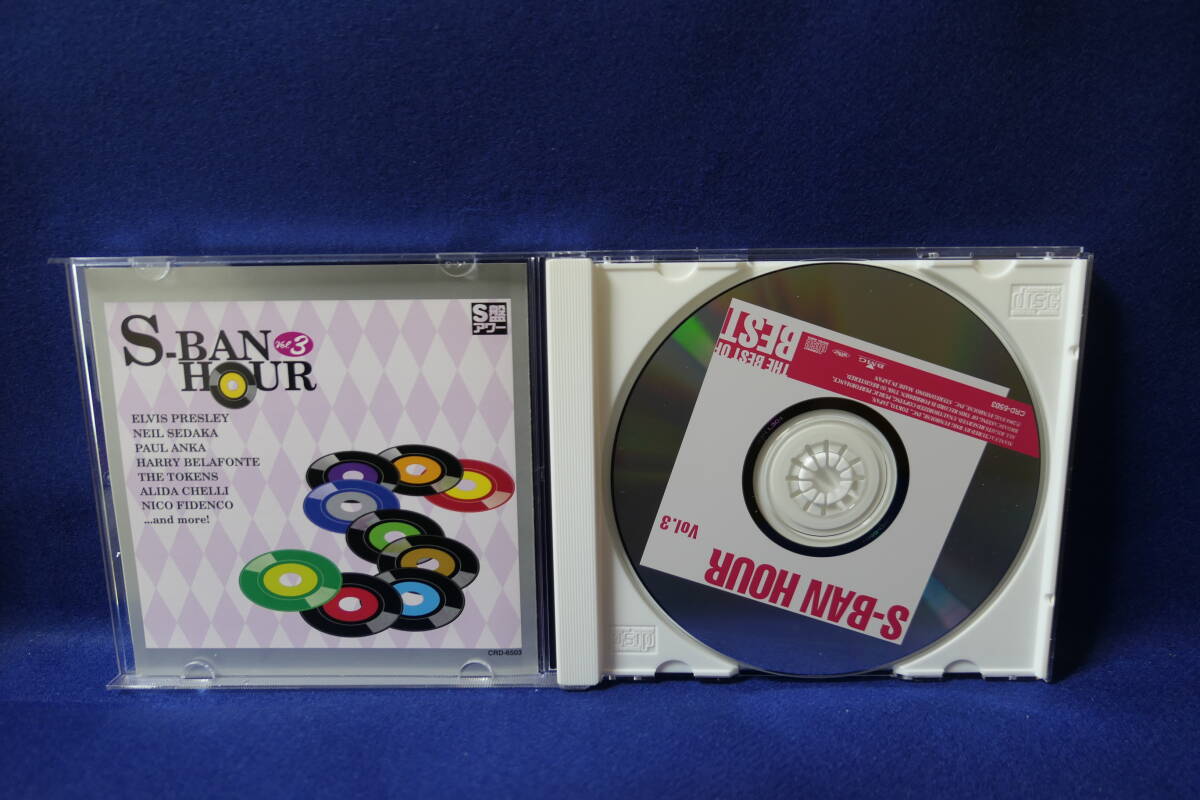 S-BAN
Vol.3
HOUR
S盤
アワー
ELVIS PRESLEY
NEIL SEDAKA
PAUL ANKA
HARRY BELAFONTE
THE TOKENS
ALIDA CHELLI
NICO FIDENCO
...and more!
CRD-6503
S-BAN HOUR
Vol.3
THE BEST OF
BEST
BMG
CRD-6503
disc
disc